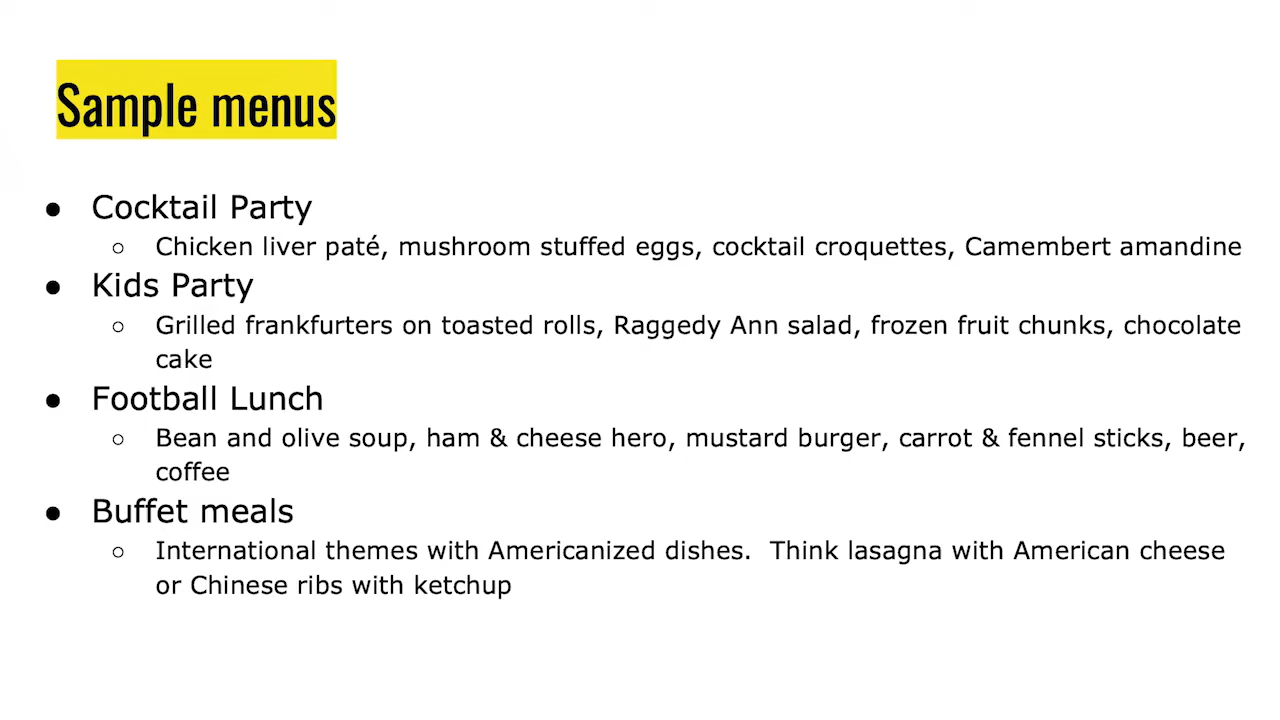 Sample menus
● Cocktail Party
○ Chicken liver paté, mushroom stuffed eggs, cocktail croquettes, Camembert amandine
● Kids Party
○ Grilled frankfurters on toasted rolls, Raggedy Ann salad, frozen fruit chunks, chocolate
cake
● Football Lunch
○ Bean and olive soup, ham & cheese hero, mustard burger, carrot & fennel sticks, beer,
coffee
● Buffet meals
○ International themes with Americanized dishes.  Think lasagna with American cheese
or Chinese ribs with ketchup